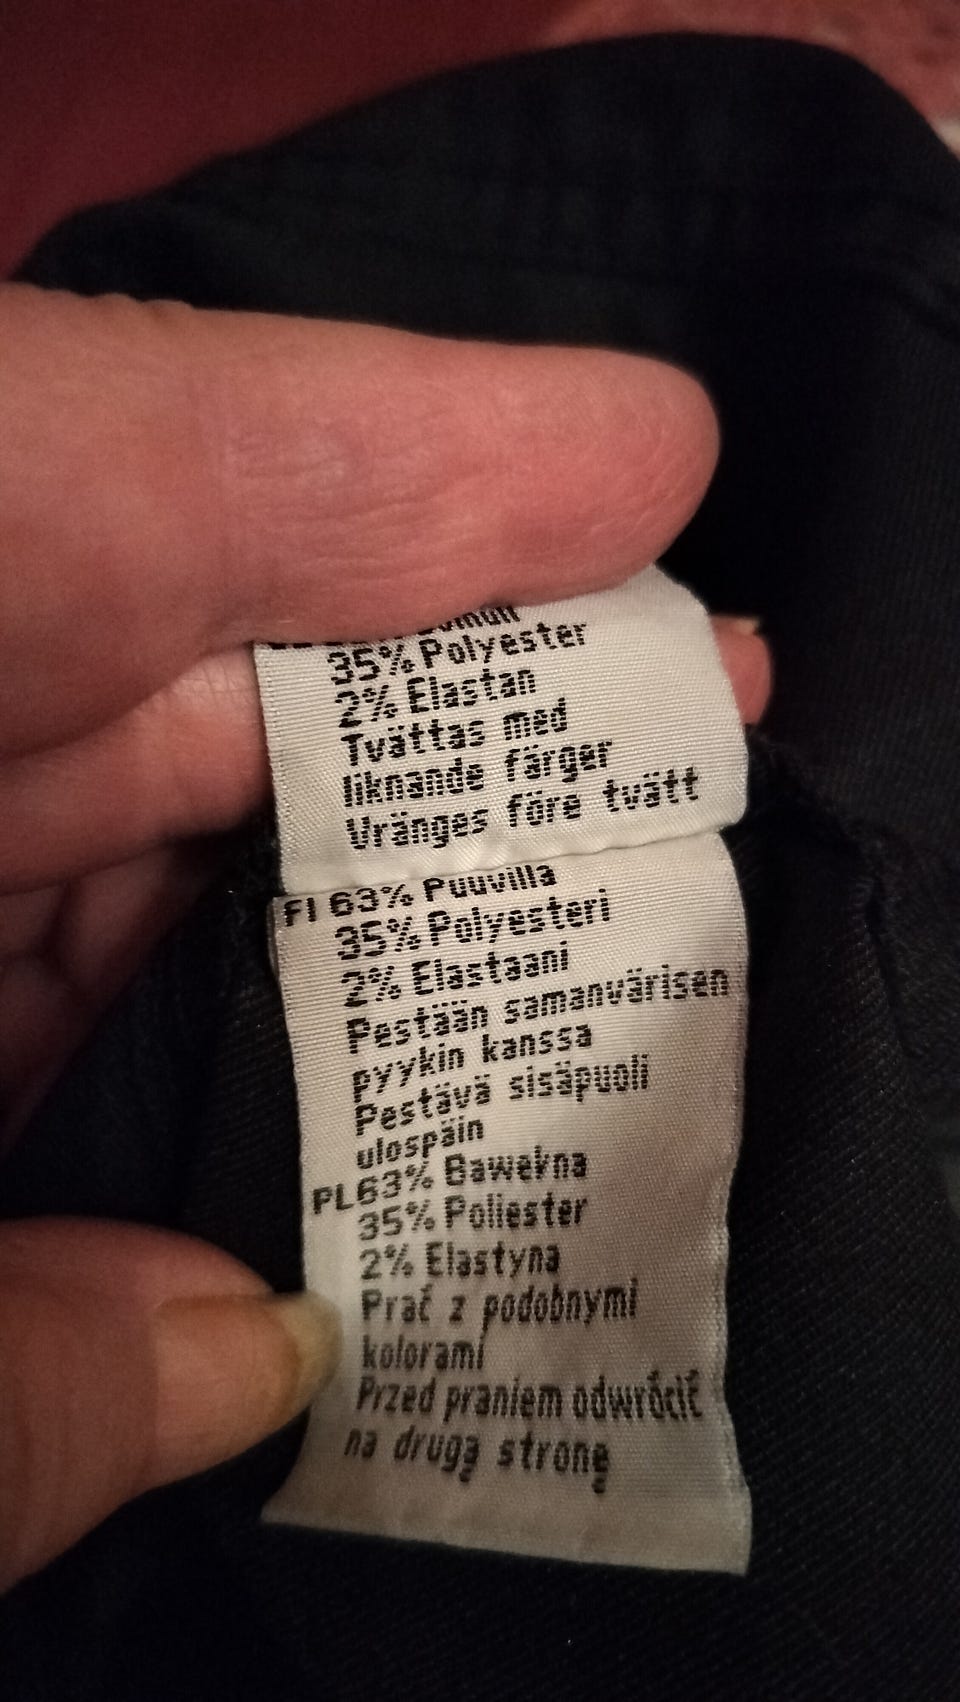 35% Polyester
2% Elastan
Tvättas med
liknande färger
Vränges före tvätt
FI 63% Puuvilla
35% Polyesteri
2% Elastaani
Pestään samanvärisen
pyykin kanssa
Pestävä sisäpuoli
ulospäin
PL 63% Bawełna
35% Poliester
2% Elastyna
Prać z podobnymi
kolorami
Przed praniem odwrócić
na drugą stronę